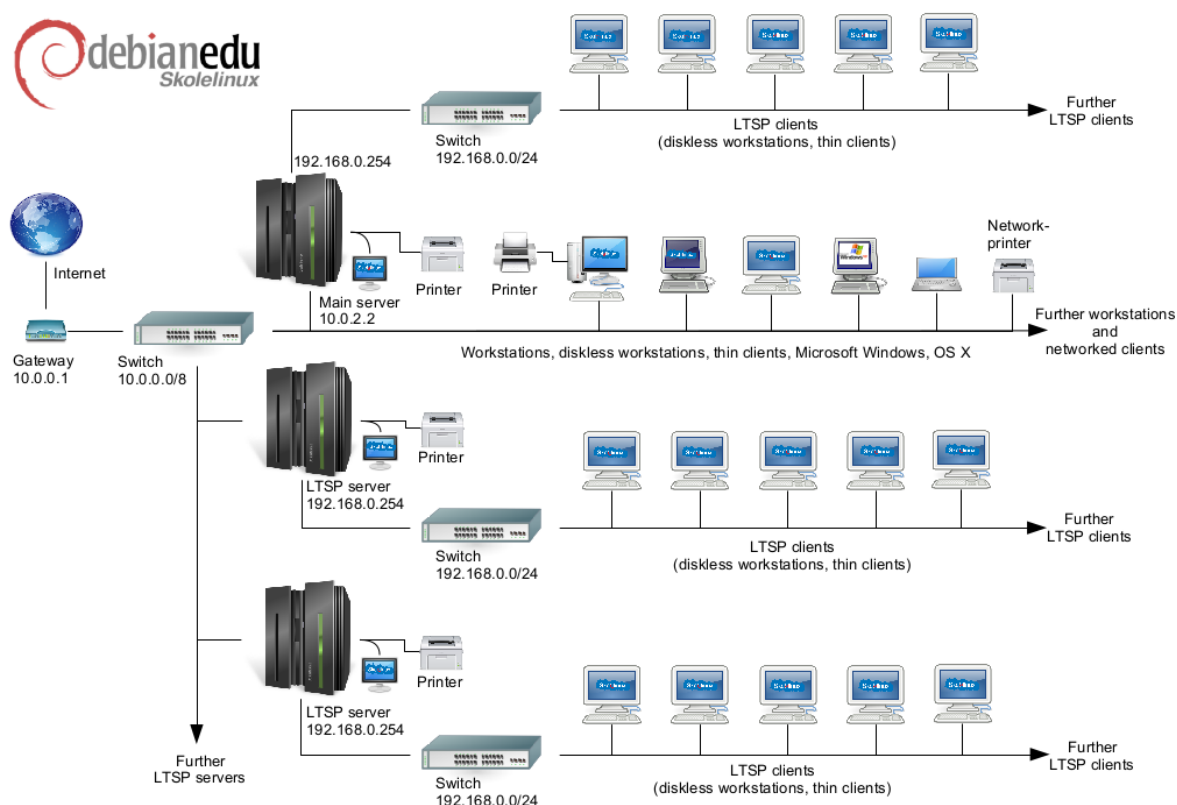 debianedu
Skolelinux
Switch
192.168.0.0/24
LTSP clients
(diskless workstations, thin clients)
Further
LTSP clients
192.168.0.254
Internet
Main server
10.0.2.2
Printer
Printer
Network-
printer
Gateway
10.0.0.1
Switch
10.0.0.0/8
Workstations, diskless workstations, thin clients, Microsoft Windows, OS X
Further workstations
and
networked clients
Printer
LTSP server
192.168.0.254
Switch
192.168.0.0/24
LTSP clients
(diskless workstations, thin clients)
Further
LTSP clients
Printer
LTSP server
192.168.0.254
Switch
192.168.0.0/24
LTSP clients
(diskless workstations, thin clients)
Further
LTSP clients
Further
LTSP servers